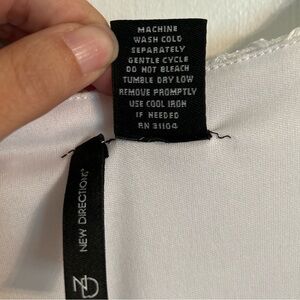 MACHINE
WASH COLD
SEPARATELY
GENTLE CYCLE
DO NOT BLEACH
TUMBLE DRY LOW
REMOVE PROMPTLY
USE COOL IRON
IF NEEDED
RN 31104
NEW DIRECTIONS
ND